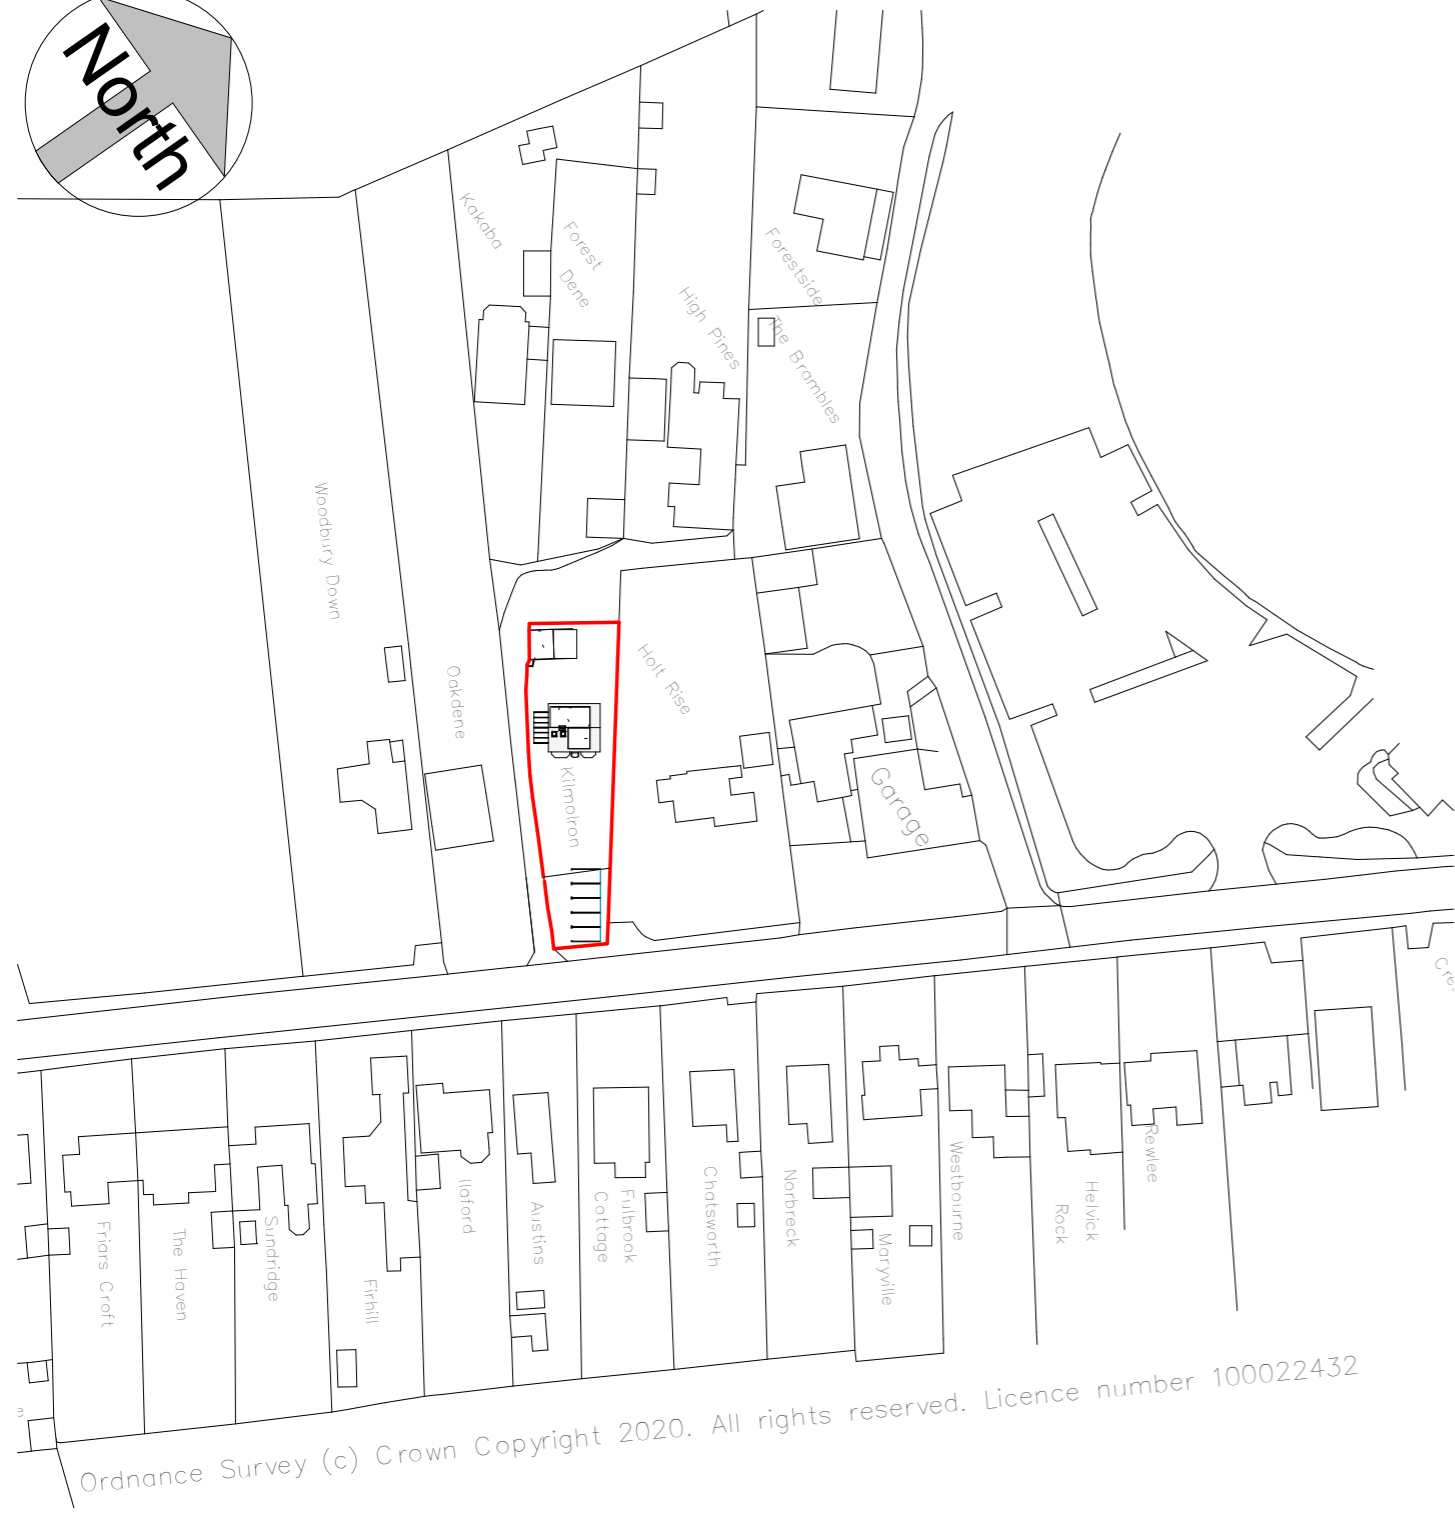 North
Kakaba
Forest
Dene
High Pines
Forestside
The Brambles
Woodbury Down
Oakdene
Holt Rise
Kilmolron
Garage
Friars Croft
The Haven
Sundridge
Firhill
Ilaford
Austins
Fulbrook
Cottage
Chatsworth
Norbreck
Maryville
Westbourne
Helvick
Rock
Rewlee
Ordnance Survey (c) Crown Copyright 2020. All rights reserved. Licence number 100022432